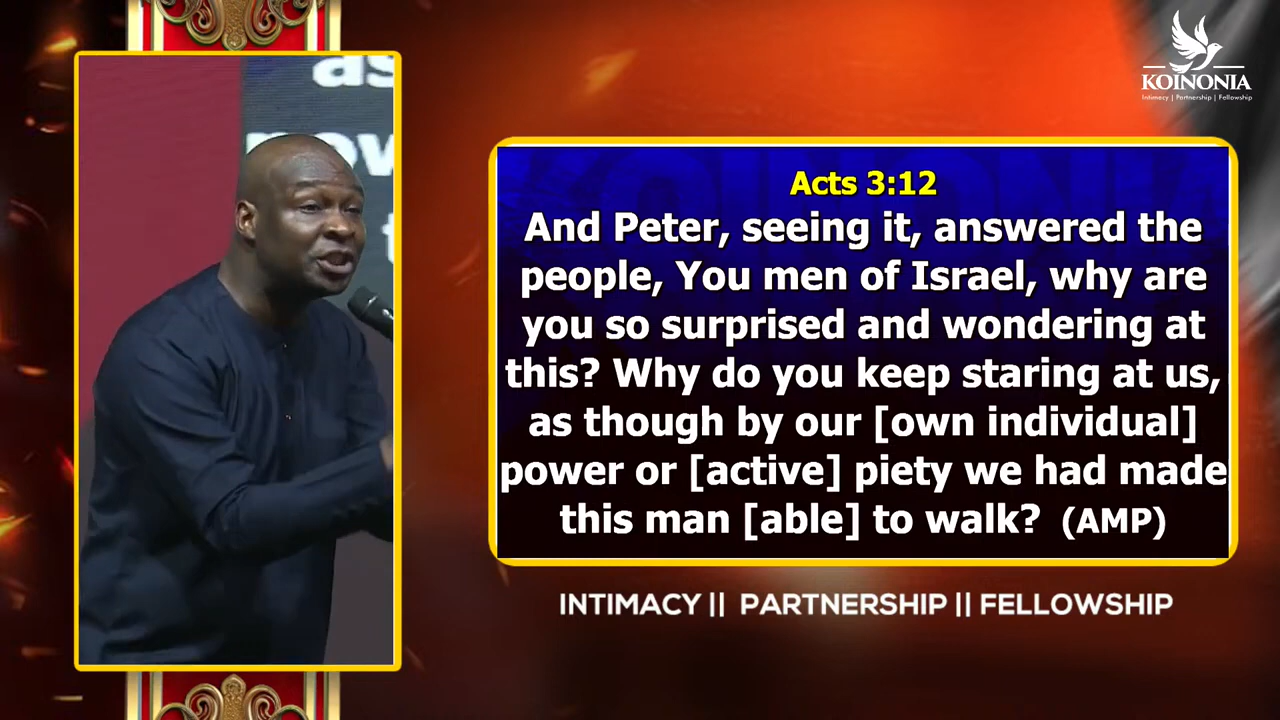 as
pow
t
KOINONIA
Intimacy | Partnership | Fellowship
Acts 3:12
And Peter, seeing it, answered the
people, You men of Israel, why are
you so surprised and wondering at
this? Why do you keep staring at us,
as though by our [own individual]
power or [active] piety we had made
this man [able] to walk? (AMP)
INTIMACY || PARTNERSHIP || FELLOWSHIP